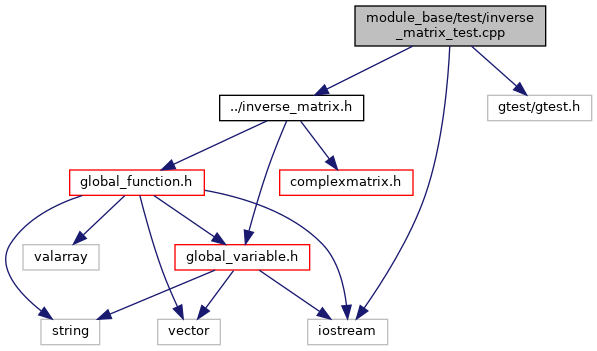 module_base/test/inverse
_matrix_test.cpp
../inverse_matrix.h
gtest/gtest.h
global_function.h
complexmatrix.h
valarray
global_variable.h
string
vector
iostream